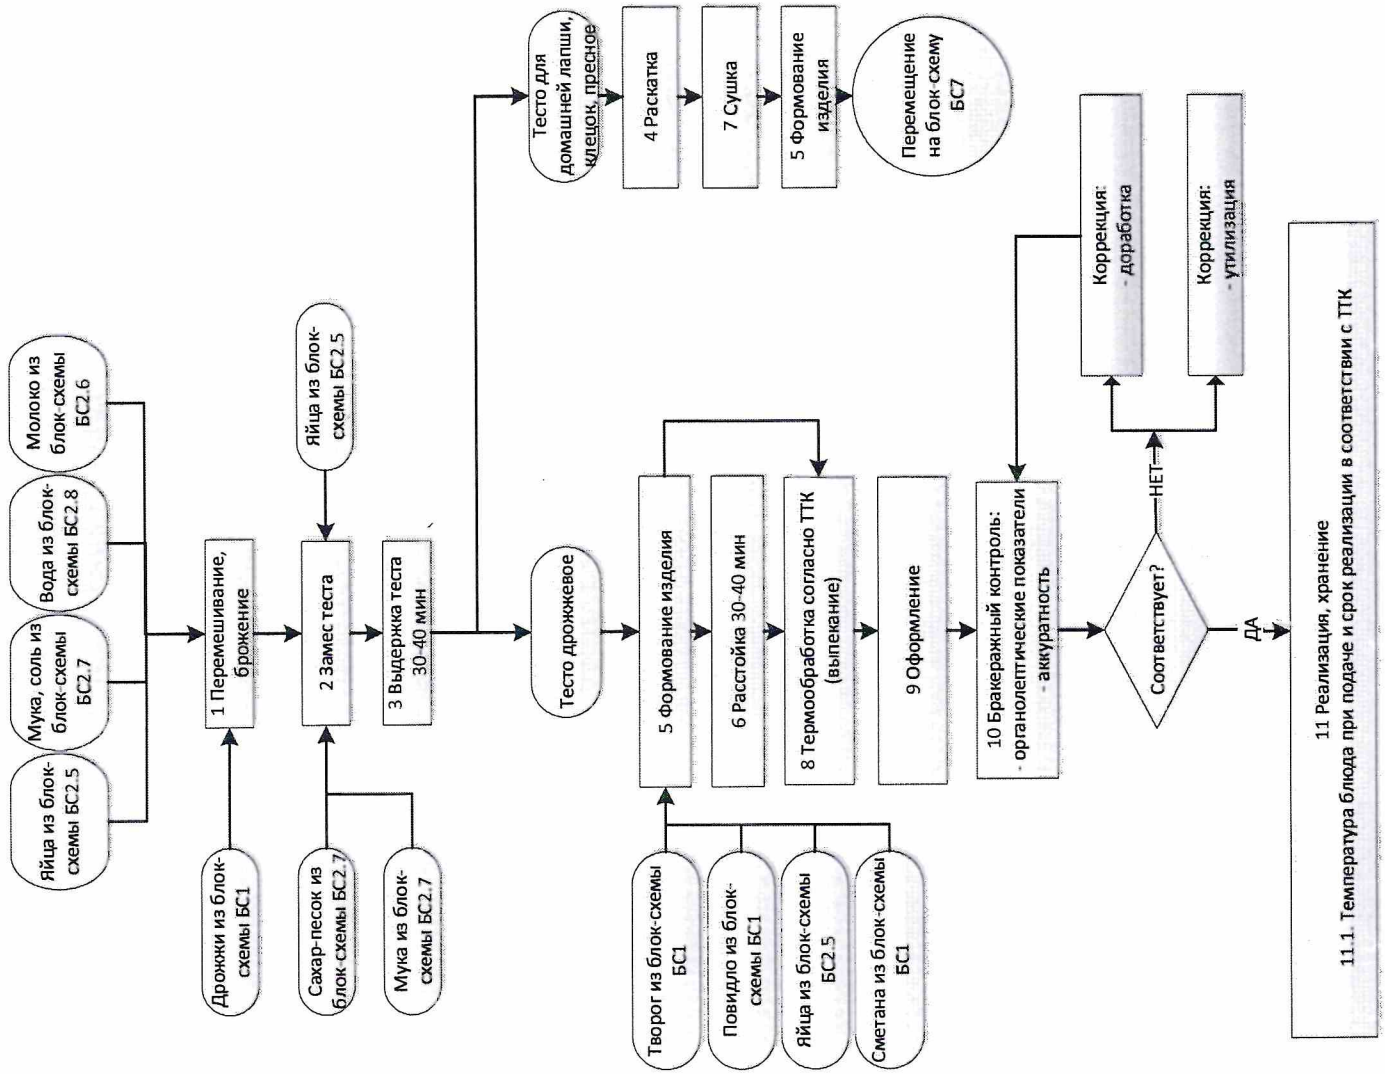 Яйца из блок-
схемы БС2.5
Мука, соль из
блок-схемы
БС2.7
Вода из блок-
схемы БС2.8
Молоко из
блок-схемы
БС2.6
Дрожжи из блок-
схемы БС1
1 Перемешивание,
брожение
Сахар-песок из
блок-схемы БС2.7
Мука из блок-
схемы БС2.7
2 Замес теста
Яйца из блок-
схемы БС2.5
3 Выдержка теста
30-40 мин
Тесто дрожжевое
Тесто для
домашней лапши,
клецок, пресное
4 Раскатка
7 Сушка
5 Формование
изделия
Перемещение
на блок-схему
БС7
Творог из блок-схемы
БС1
Повидло из блок-
схемы БС1
Яйца из блок-схемы
БС2.5
Сметана из блок-схемы
БС1
5 Формование изделия
6 Расстойка 30-40 мин
8 Термообработка согласно ТТК
(выпекание)
9 Оформление
10 Бракеражный контроль:
- органолептические показатели
- аккуратность
Соответствует?
НЕТ
Коррекция:
- доработка
Коррекция:
- утилизация
ДА
11 Реализация, хранение
11.1. Температура блюда при подаче и срок реализации в соответствии с ТТК